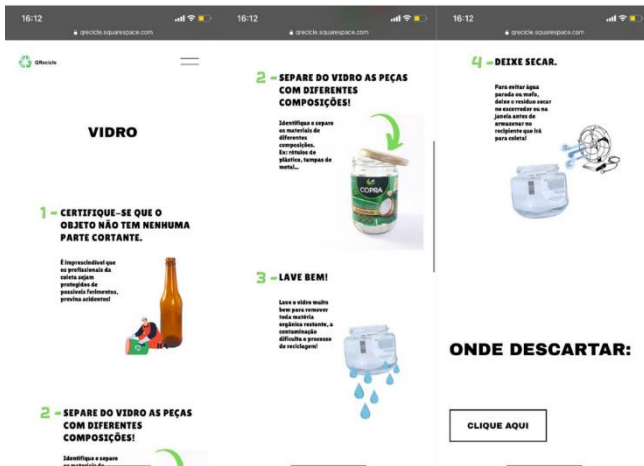 16:12
qrecicle.squarespace.com
QRecicle
VIDRO
1 - CERTIFIQUE-SE QUE O
OBJETO NÃO TEM NENHUMA
PARTE CORTANTE.
É imprescindível que
os profissionais da
coleta sejam
protegidos de
possíveis ferimentos,
previna acidentes!
2 - SEPARE DO VIDRO AS PEÇAS
COM DIFERENTES
COMPOSIÇÕES!
Identifique e separe
os materiais de
16:12
qrecicle.squarespace.com
2 - SEPARE DO VIDRO AS PEÇAS
COM DIFERENTES
COMPOSIÇÕES!
Identifique e separe
os materiais de
diferentes
composições.
Ex: rótulos de
plástico, tampas de
metal...
COPRA
3 - LAVE BEM!
Lave o vidro muito
bem para remover
toda matéria
orgânica restante, a
contaminação
dificulta o processo
de reciclagem!
16:12
qrecicle.squarespace.com
4 - DEIXE SECAR.
Para evitar água
parada ou mofo,
deixe o resíduo secar
no escorredor ou na
janela antes de
armazenar no
recipiente que irá
para coleta!
ONDE DESCARTAR:
CLIQUE AQUI